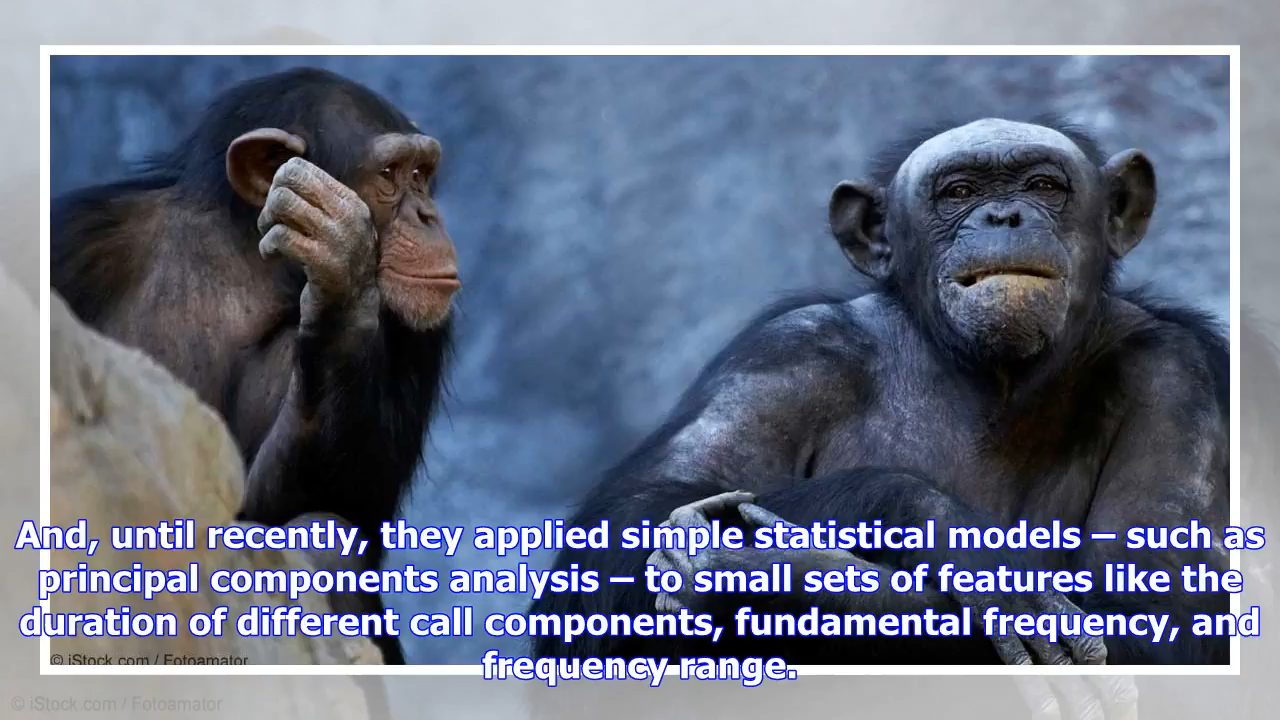 And, until recently, they applied simple statistical models – such as
principal components analysis – to small sets of features like the
duration of different call components, fundamental frequency, and
frequency range.
© iStock.com / Fotoamator
© iStock.com / Fotoamator